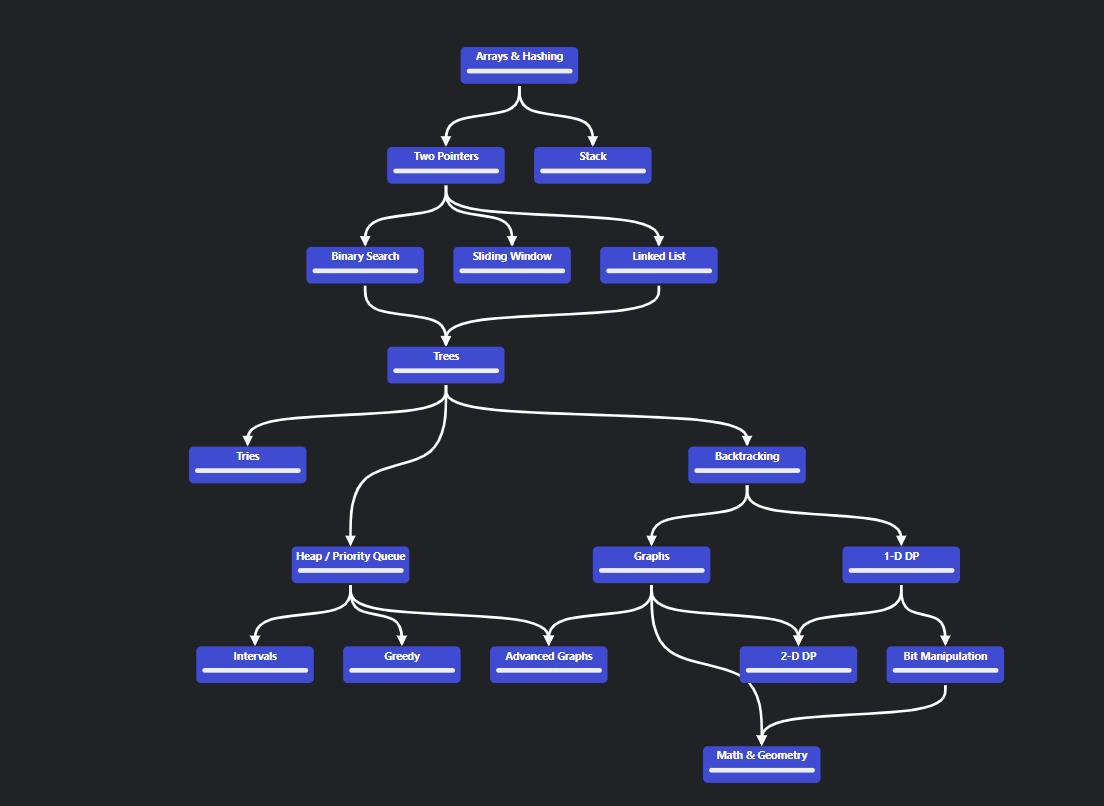 Arrays & Hashing
Two Pointers
Stack
Binary Search
Sliding Window
Linked List
Trees
Tries
Backtracking
Heap / Priority Queue
Graphs
1-D DP
Intervals
Greedy
Advanced Graphs
2-D DP
Bit Manipulation
Math & Geometry